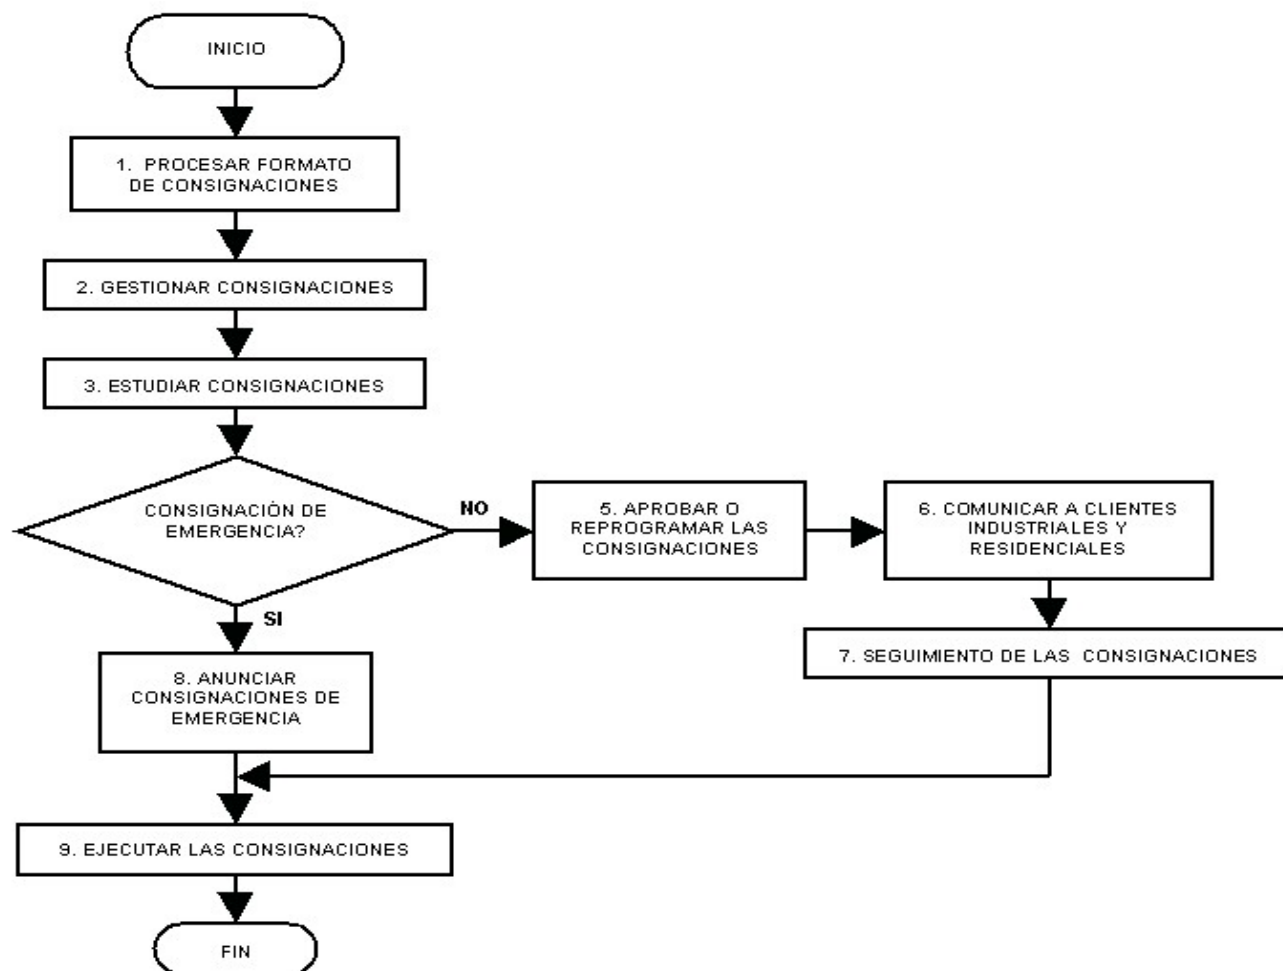 INICIO
1. PROCESAR FORMATO
DE CONSIGNACIONES
2. GESTIONAR CONSIGNACIONES
3. ESTUDIAR CONSIGNACIONES
CONSIGNACIÓN DE
EMERGENCIA?
NO
5. APROBAR O
REPROGRAMAR LAS
CONSIGNACIONES
6. COMUNICAR A CLIENTES
INDUSTRIALES Y
RESIDENCIALES
7. SEGUIMIENTO DE LAS CONSIGNACIONES
SI
8. ANUNCIAR
CONSIGNACIONES DE
EMERGENCIA
9. EJECUTAR LAS CONSIGNACIONES
FIN